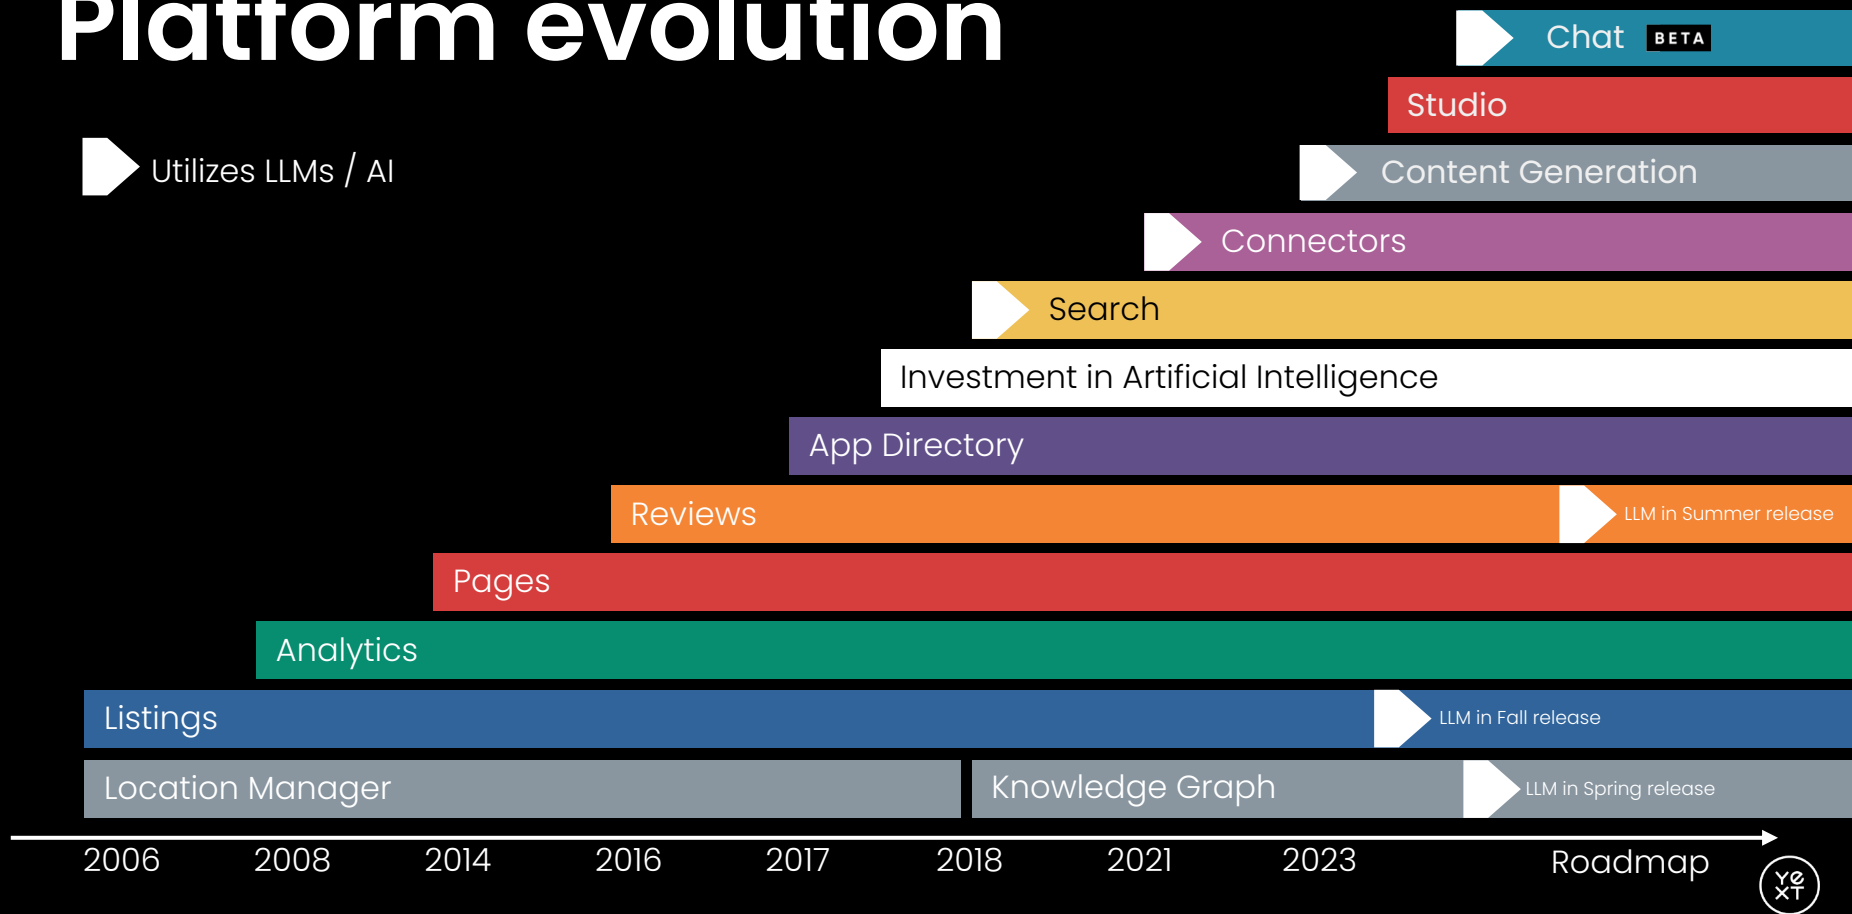 Platform evolution
Chat BETA
Studio
Utilizes LLMs / AI
Content Generation
Connectors
Search
Investment in Artificial Intelligence
App Directory
Reviews
LLM in Summer release
Pages
Analytics
Listings
LLM in Fall release
Location Manager
Knowledge Graph
LLM in Spring release
2006 2008 2014 2016 2017 2018 2021 2023 Roadmap
yext